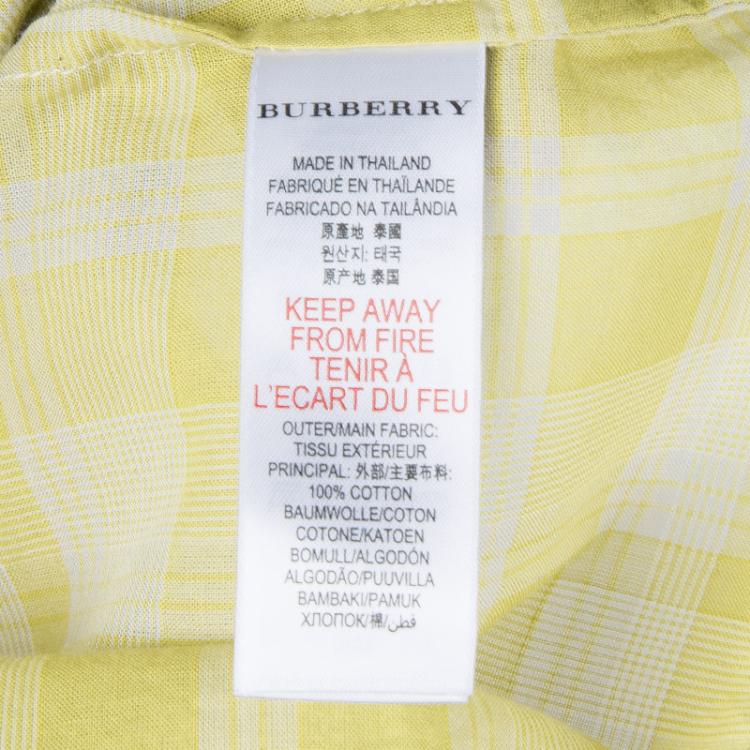 BURBERRY
MADE IN THAILAND
FABRIQUÉ EN THAÏLANDE
FABRICADO NA TAILÂNDIA
原產地 泰國
원산지: 태국
原产地 泰国
KEEP AWAY
FROM FIRE
TENIR À
L'ECART DU FEU
OUTER/MAIN FABRIC:
TISSU EXTÉRIEUR
PRINCIPAL: 外部/主要布料:
100% COTTON
BAUMWOLLE/COTON
COTONE/KATOEN
BOMULL/ALGODÓN
ALGODÃO/PUUVILLA
BAMBAKI/PAMUK
ХЛОПОК/棉/قطن